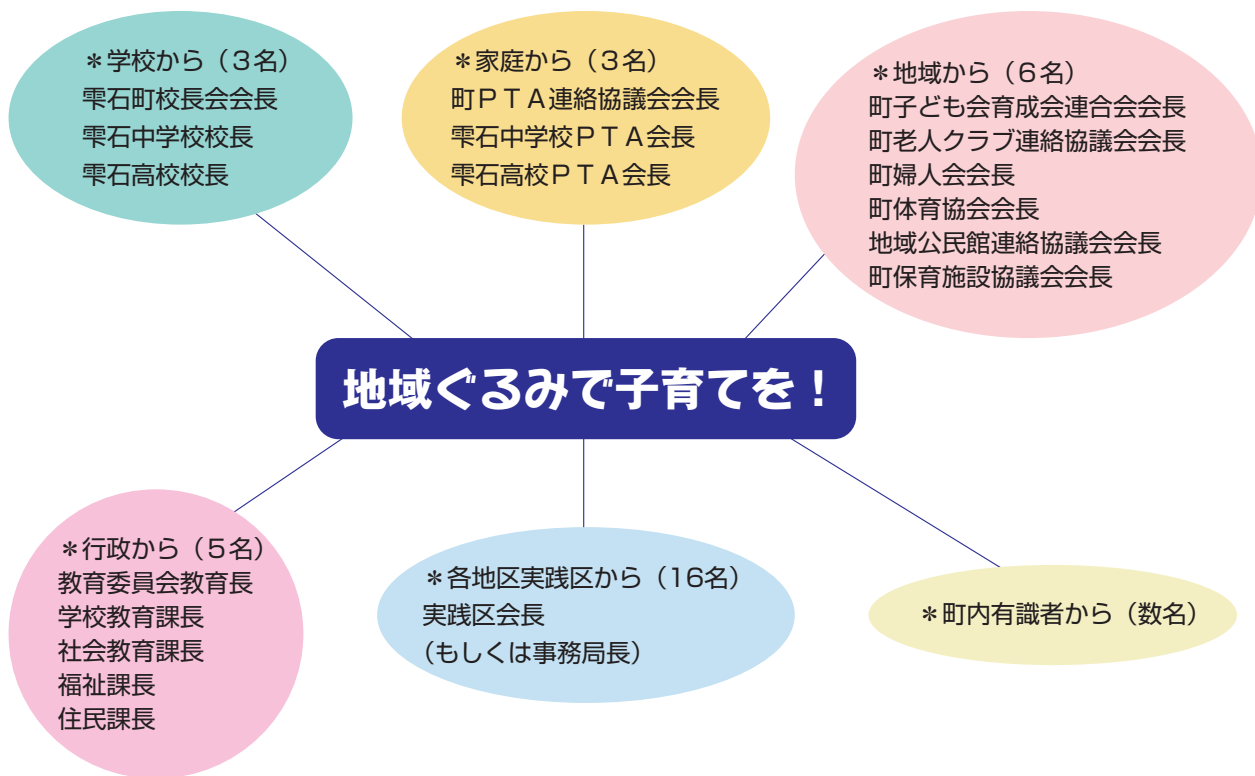 ＊学校から（３名）
雫石町校長会会長
雫石中学校校長
雫石高校校長
＊家庭から（３名）
町ＰＴＡ連絡協議会会長
雫石中学校ＰＴＡ会長
雫石高校ＰＴＡ会長
＊地域から（６名）
町子ども会育成会連合会会長
町老人クラブ連絡協議会会長
町婦人会会長
町体育協会会長
地域公民館連絡協議会会長
町保育施設協議会会長
地域ぐるみで子育てを！
＊行政から（５名）
教育委員会教育長
学校教育課長
社会教育課長
福祉課長
住民課長
＊各地区実践区から（16名）
実践区会長
（もしくは事務局長）
＊町内有識者から（数名）